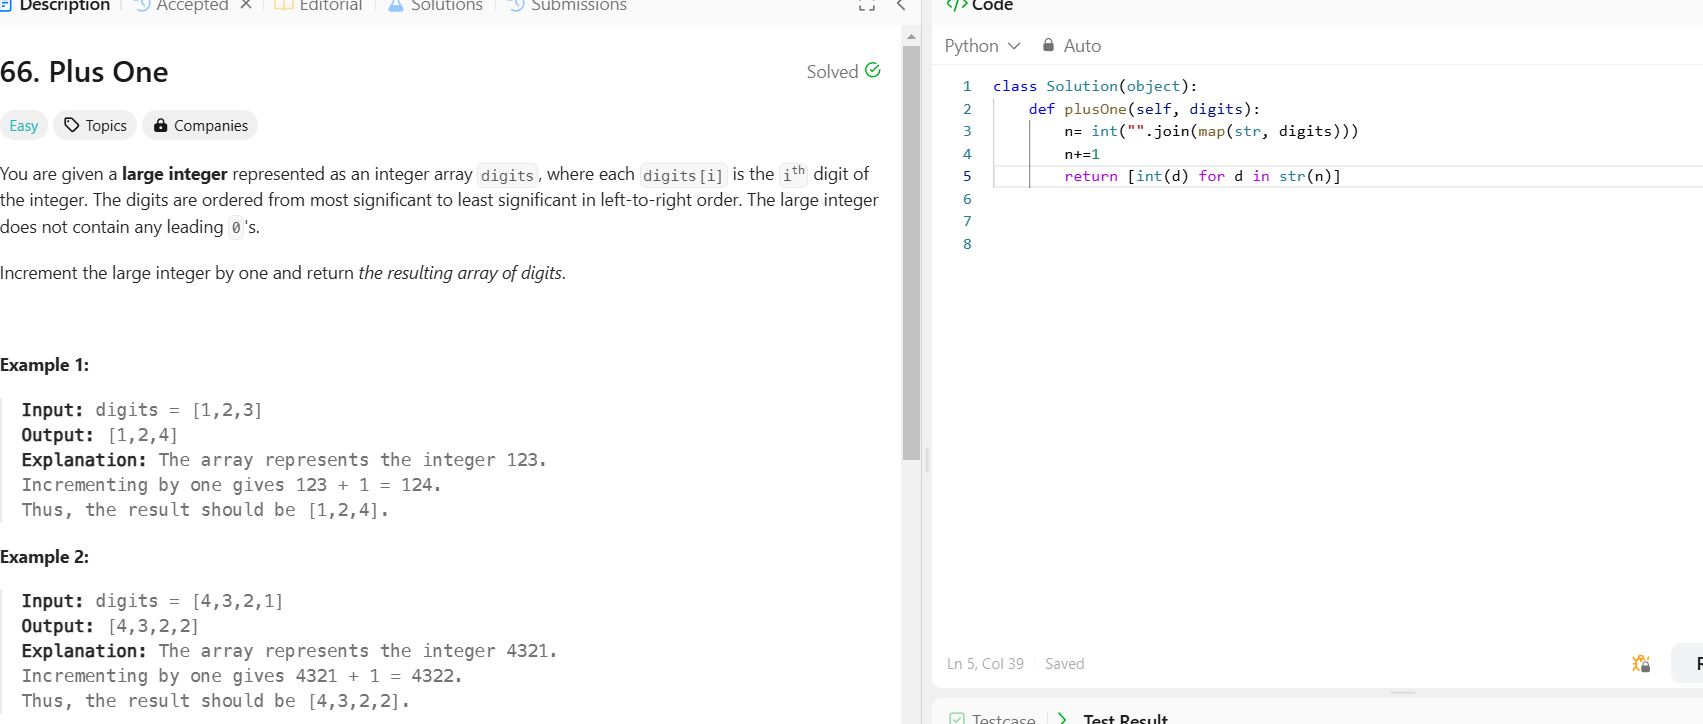 Description
Accepted
Editorial
Solutions
Submissions
66. Plus One
Solved
Easy
Topics
Companies
You are given a large integer represented as an integer array digits, where each digits[i] is the ith digit of
the integer. The digits are ordered from most significant to least significant in left-to-right order. The large integer
does not contain any leading 0's.
Increment the large integer by one and return the resulting array of digits.
Example 1:
Input: digits = [1,2,3]
Output: [1,2,4]
Explanation: The array represents the integer 123.
Incrementing by one gives 123 + 1 = 124.
Thus, the result should be [1,2,4].
Example 2:
Input: digits = [4,3,2,1]
Output: [4,3,2,2]
Explanation: The array represents the integer 4321.
Incrementing by one gives 4321 + 1 = 4322.
Thus, the result should be [4,3,2,2].
</> Code
Python
Auto
1 class Solution(object):
2     def plusOne(self, digits):
3         n= int("".join(map(str, digits)))
4         n+=1
5         return [int(d) for d in str(n)]
6
7
8
Ln 5, Col 39
Saved
R
Testcase
Test Result